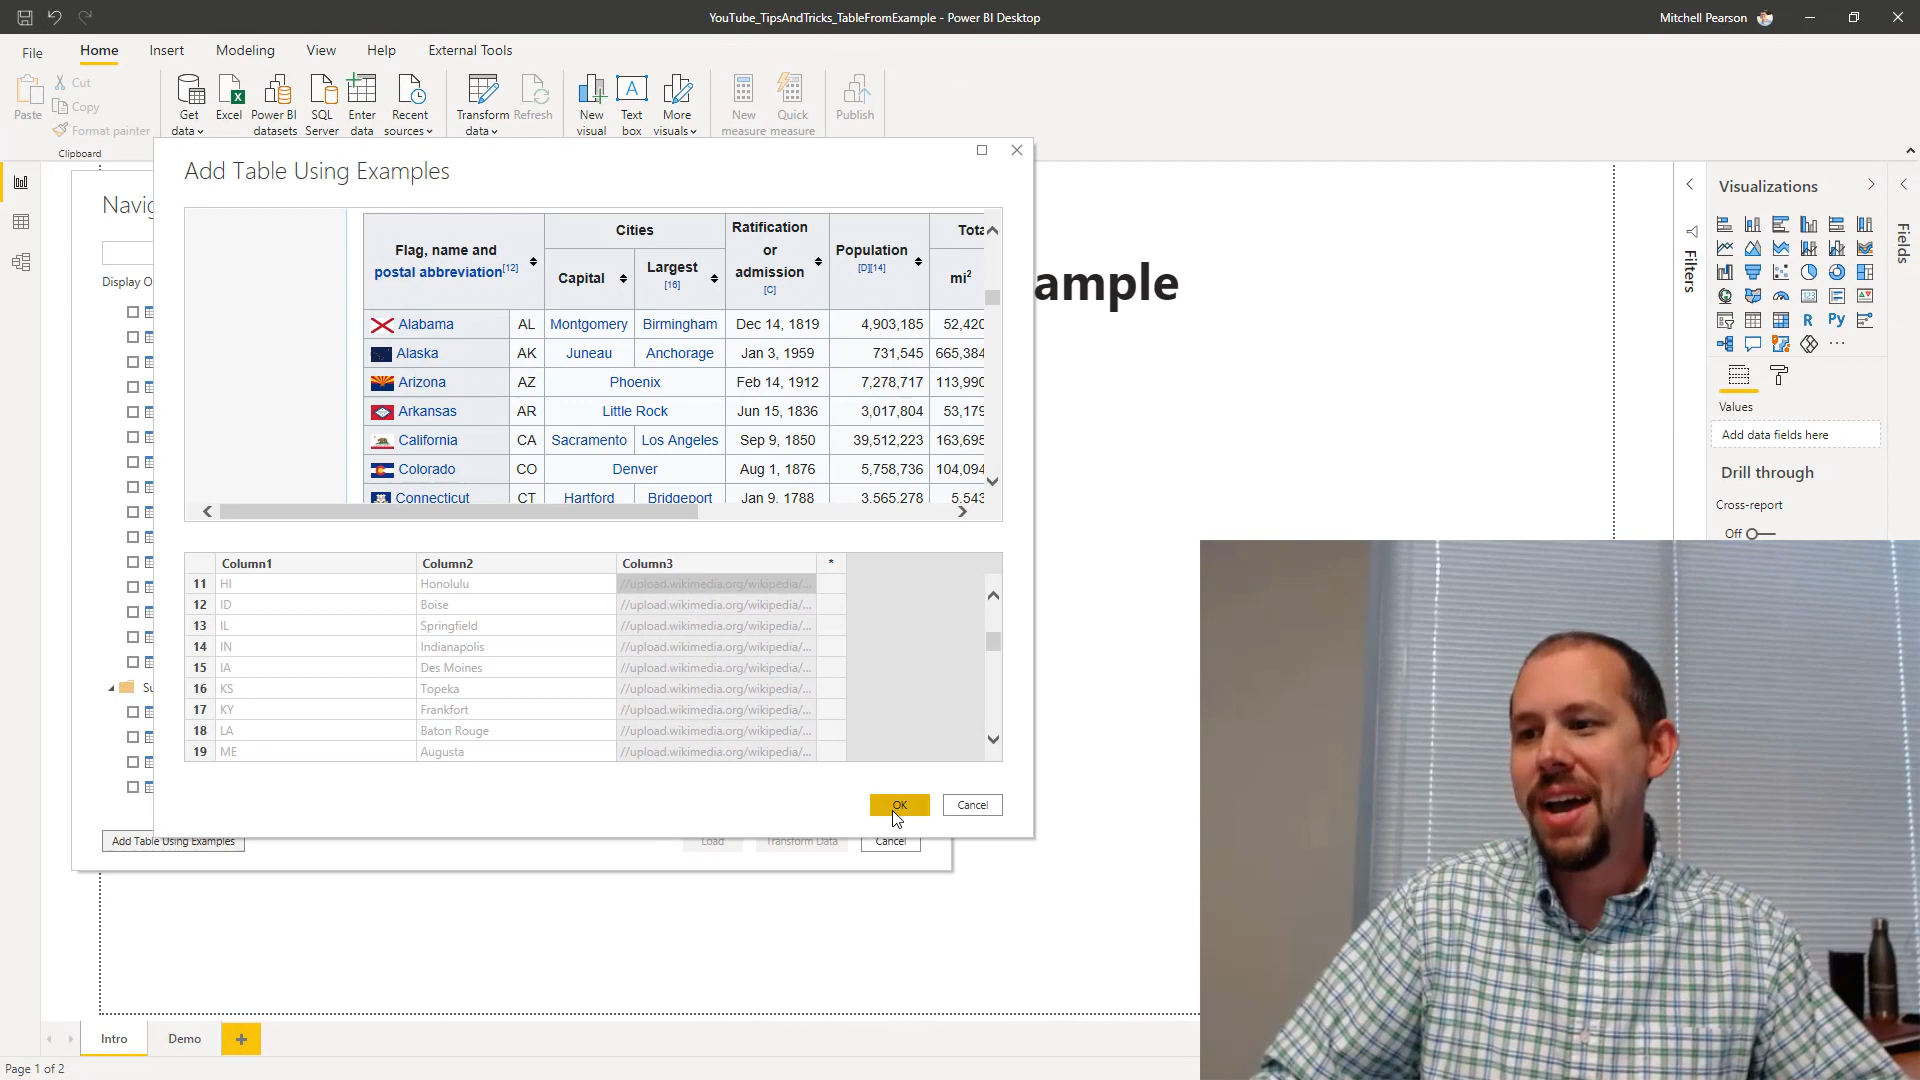 YouTube_TipsAndTricks_TableFromExample - Power BI Desktop
Mitchell Pearson
File Home Insert Modeling View Help External Tools
Paste
Cut
Copy
Format painter
Clipboard
Get data
Excel
Power BI datasets
SQL Server
Enter data
Recent sources
Transform data
Refresh
New visual
Text box
More visuals
New measure
Quick measure
Publish
Navig
Display O
Su
Add Table Using Examples
Flag, name and postal abbreviation[12]
Cities
Capital
Largest [16]
Ratification or admission [C]
Population [D][14]
Tota
mi2
Alabama AL Montgomery Birmingham Dec 14, 1819 4,903,185 52,420
Alaska AK Juneau Anchorage Jan 3, 1959 731,545 665,384
Arizona AZ Phoenix Feb 14, 1912 7,278,717 113,990
Arkansas AR Little Rock Jun 15, 1836 3,017,804 53,179
California CA Sacramento Los Angeles Sep 9, 1850 39,512,223 163,695
Colorado CO Denver Aug 1, 1876 5,758,736 104,094
Connecticut CT Hartford Bridgeport Jan 9, 1788 3,565,278 5,543
Column1 Column2 Column3 *
11 HI Honolulu //upload.wikimedia.org/wikipedia/...
12 ID Boise //upload.wikimedia.org/wikipedia/...
13 IL Springfield //upload.wikimedia.org/wikipedia/...
14 IN Indianapolis //upload.wikimedia.org/wikipedia/...
15 IA Des Moines //upload.wikimedia.org/wikipedia/...
16 KS Topeka //upload.wikimedia.org/wikipedia/...
17 KY Frankfort //upload.wikimedia.org/wikipedia/...
18 LA Baton Rouge //upload.wikimedia.org/wikipedia/...
19 ME Augusta //upload.wikimedia.org/wikipedia/...
OK Cancel
Add Table Using Examples
Load Transform Data Cancel
ample
Filters
Visualizations
R Py
Values
Add data fields here
Drill through
Cross-report
Off
Fields
Intro Demo
Page 1 of 2